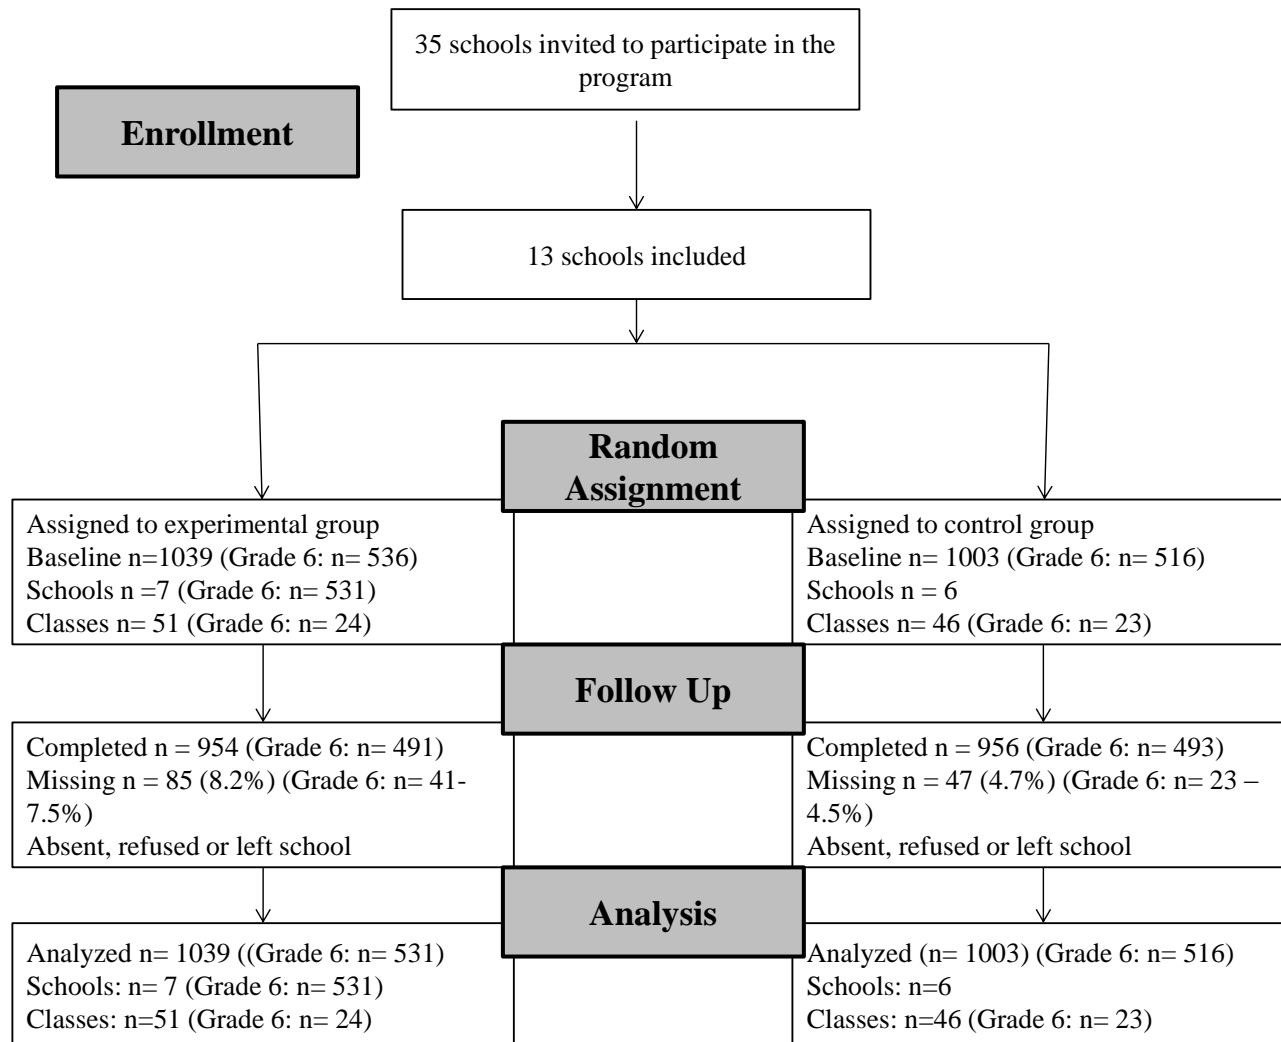 35 schools invited to participate in the
program
Enrollment
13 schools included
Random
Assignment
Assigned to experimental group
Baseline n=1039 (Grade 6: n= 536)
Schools n =7 (Grade 6: n= 531)
Classes n= 51 (Grade 6: n= 24)
Assigned to control group
Baseline n= 1003 (Grade 6: n= 516)
Schools n = 6
Classes n= 46 (Grade 6: n= 23)
Follow Up
Completed n = 954 (Grade 6: n= 491)
Missing n = 85 (8.2%) (Grade 6: n= 41-
7.5%)
Absent, refused or left school
Completed n = 956 (Grade 6: n= 493)
Missing n = 47 (4.7%) (Grade 6: n= 23 –
4.5%)
Absent, refused or left school
Analysis
Analyzed n= 1039 ((Grade 6: n= 531)
Schools: n= 7 (Grade 6: n= 531)
Classes: n=51 (Grade 6: n= 24)
Analyzed (n= 1003) (Grade 6: n= 516)
Schools: n=6
Classes: n=46 (Grade 6: n= 23)